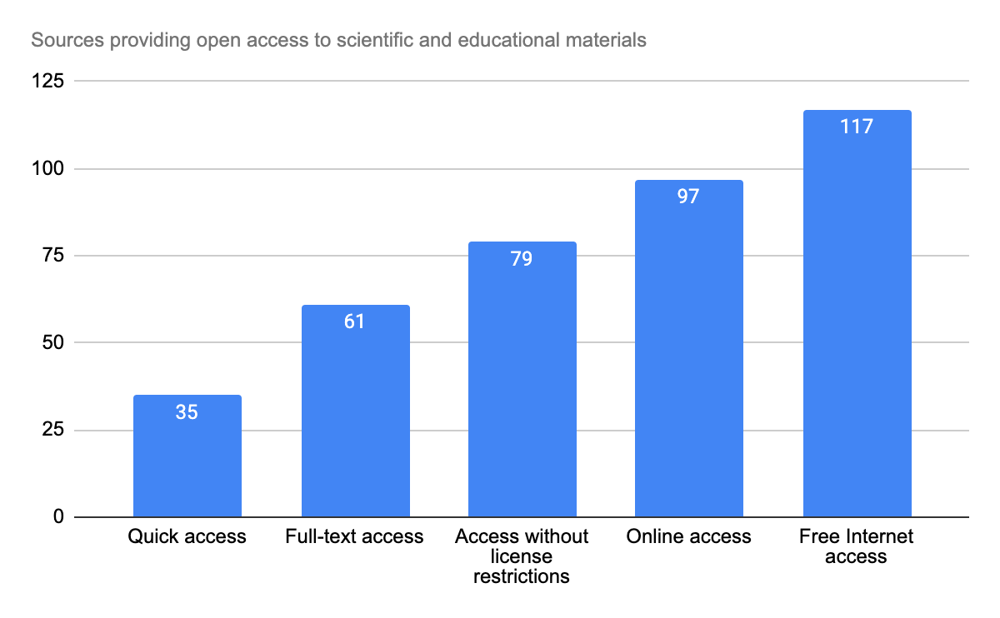 Sources providing open access to scientific and educational materials
125
100
75
50
25
0
35
61
79
97
117
Quick access
Full-text access
Access without
license
restrictions
Online access
Free Internet
access